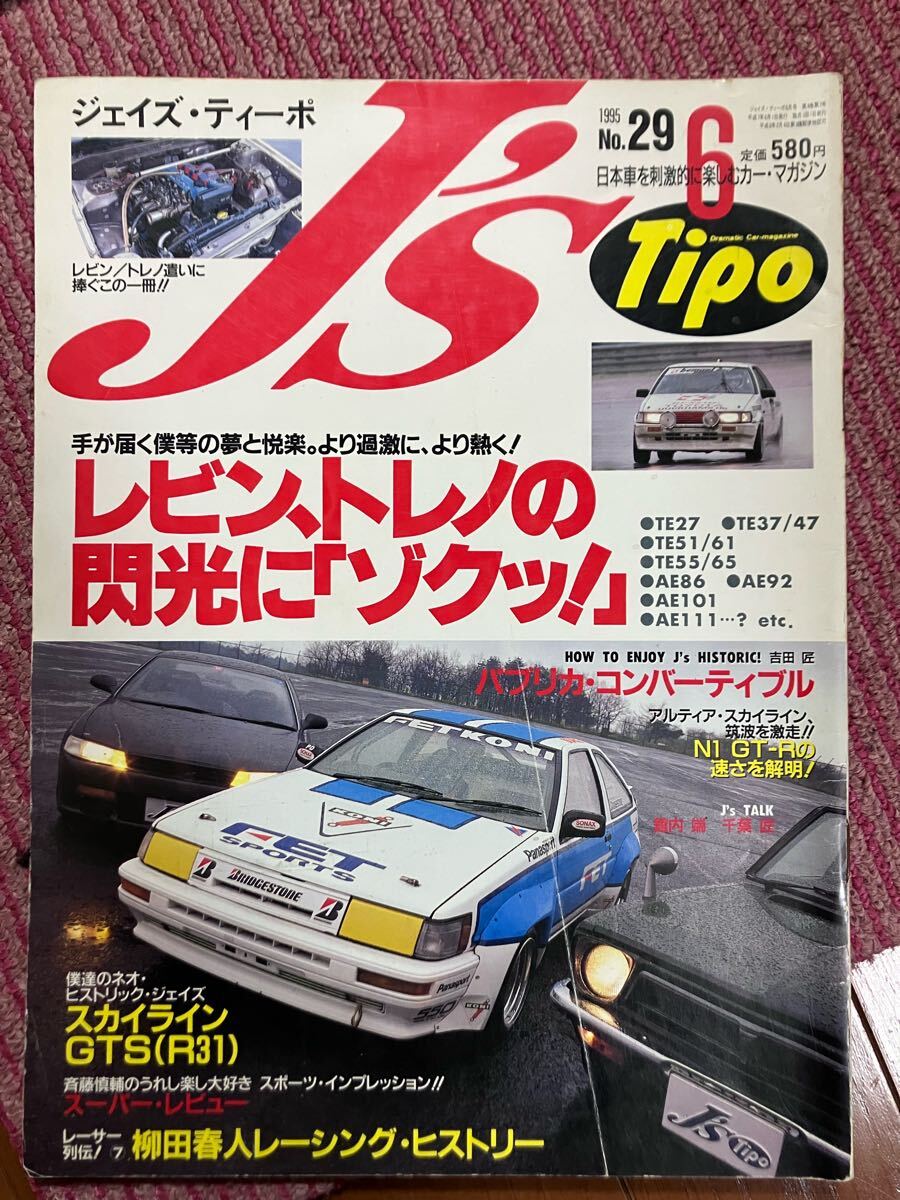 ジェイズ・ティーポ
J's
1995
No.29
6
定価 580円
日本車を刺激的に楽しむカー・マガジン
Dramatic Car-magazine
Tipo
レビン/トレノ遣いに
捧ぐこの一冊!!
手が届く僕等の夢と悦楽。より過激に、より熱く!
レビン、トレノの
閃光に「ゾクッ!」
●TE27 ●TE37/47
●TE51/61
●TE55/65
●AE86 ●AE92
●AE101
●AE111…? etc.
HOW TO ENJOY J's HISTORIC! 吉田 匠
パブリカ・コンバーティブル
アルティア・スカイライン、
筑波を激走!!
N1 GT-Rの
速さを解明!
J's TALK
FET KONI
KONI
SONAX
Panasport
FET
SPORTS
FET
B BRIDGESTONE B
Panasport
KONI
僕達のネオ・
ヒストリック・ジェイズ
スカイライン
GTS(R31)
斉藤慎輔のうれし楽し大好き スポーツ・インプレッション!!
スーパー・レビュー
レーサー
列伝! 7 柳田春人レーシング・ヒストリー
J's Tipo